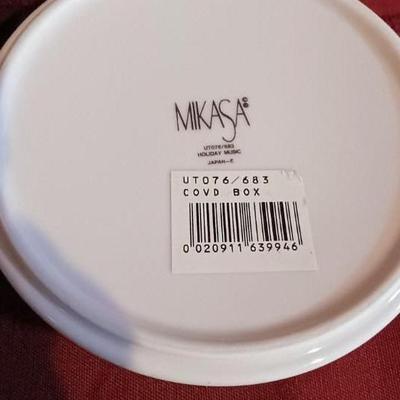 MIKASA©
UT076/683
HOLIDAY MUSIC
JAPAN-E
UT076/683
COVD BOX
0 020911 639946